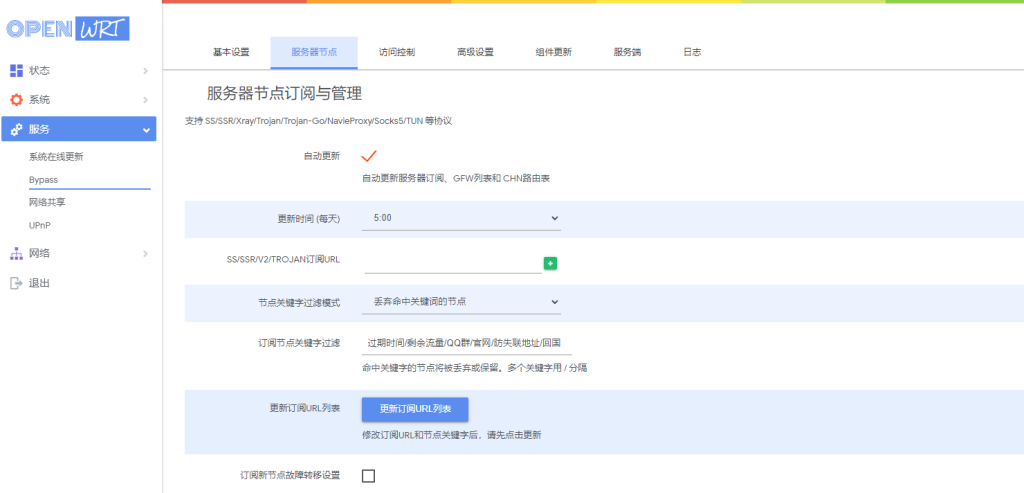 OPENWRT
状态
系统
服务
系统在线更新
Bypass
网络共享
UPnP
网络
退出
基本设置 服务器节点 访问控制 高级设置 组件更新 服务端 日志
服务器节点订阅与管理
支持 SS/SSR/Xray/Trojan/Trojan-Go/NavieProxy/Socks5/TUN 等协议
自动更新
自动更新服务器订阅、GFW列表和 CHN路由表
更新时间 (每天) 5:00
SS/SSR/V2/TROJAN订阅URL
节点关键字过滤模式 丢弃命中关键词的节点
订阅节点关键字过滤 过期时间/剩余流量/QQ群/官网/防失联地址/回国
命中关键字的节点将被丢弃或保留。多个关键字用 / 分隔
更新订阅URL列表 更新订阅URL列表
修改订阅URL和节点关键字后，请先点击更新
订阅新节点故障转移设置